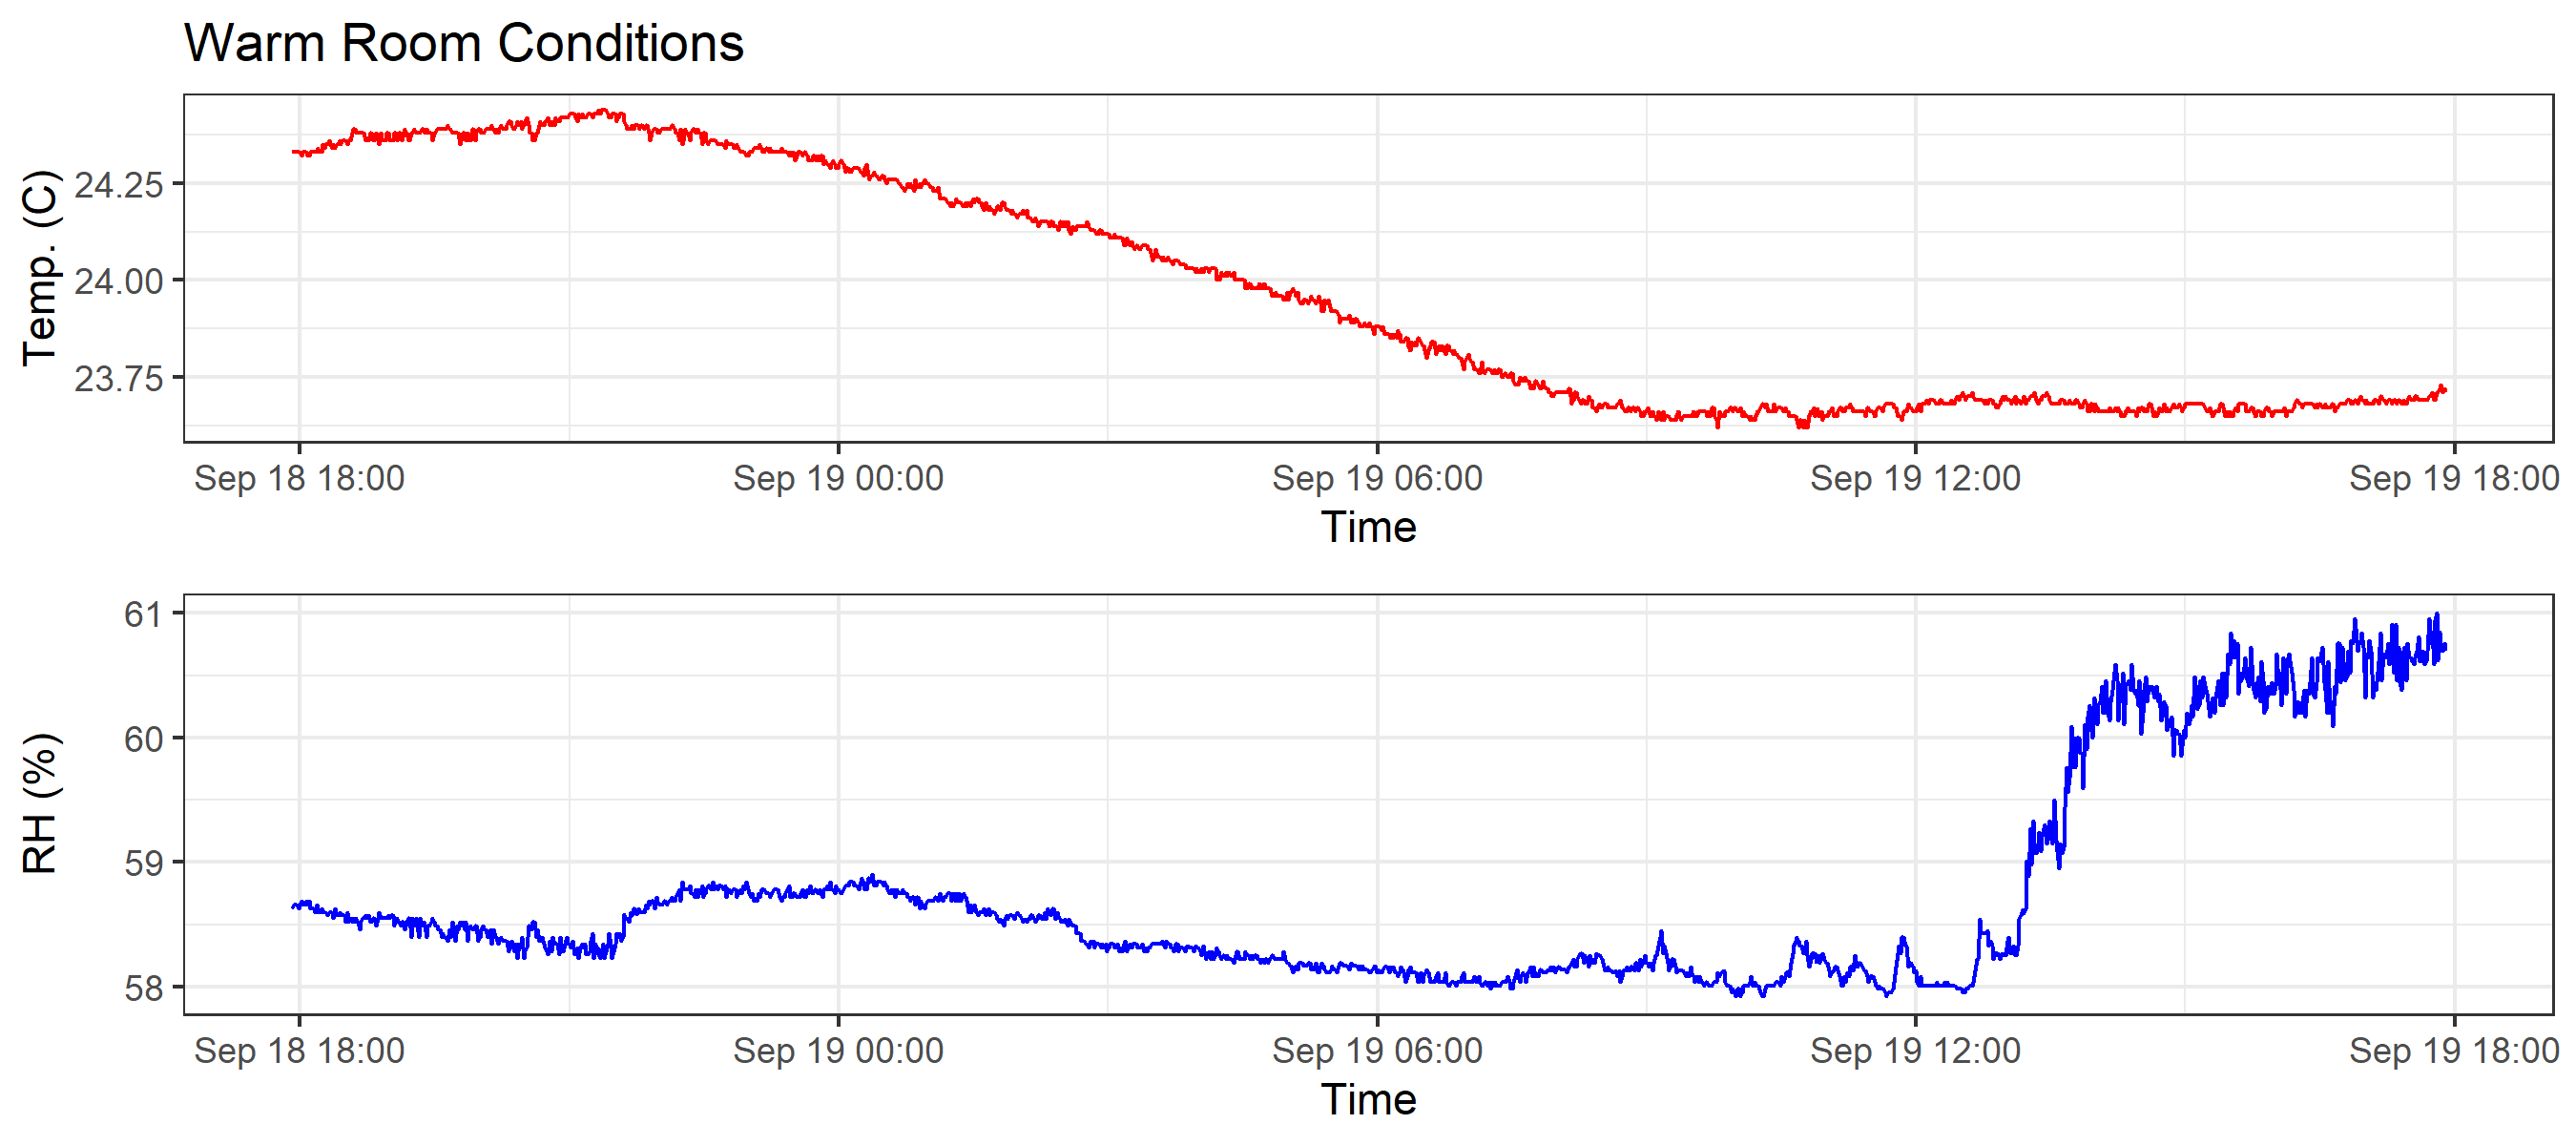 Warm Room Conditions
Temp. (C)
24.25
24.00
23.75
Sep 18 18:00 Sep 19 00:00 Sep 19 06:00 Sep 19 12:00 Sep 19 18:00
Time
RH (%)
61
60
59
58
Sep 18 18:00 Sep 19 00:00 Sep 19 06:00 Sep 19 12:00 Sep 19 18:00
Time